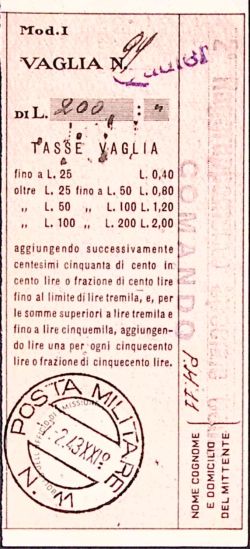 Mod. I
VAGLIA N.
DI L. 200 : "
TASSE VAGLIA
fino a L. 25 L. 0,40
oltre L. 25 fino a L. 50 L. 0,80
„ L. 50 „ L. 100 L. 1,20
„ L. 100 „ L. 200 L. 2,00
aggiungendo successivamente
centesimi cinquanta di cento in
cento lire o frazione di cento lire
fino al limite di lire tremila, e, per
le somme superiori a lire tremila e
fino a lire cinquemila, aggiungen-
do lire una per ogni cinquecento
lire o frazione di cinquecento lire.
POSTA MILITARE
2.43XXI
N
COMANDO
P.M. 11
NOME COGNOME
E DOMICILIO
DEL MITTENTE